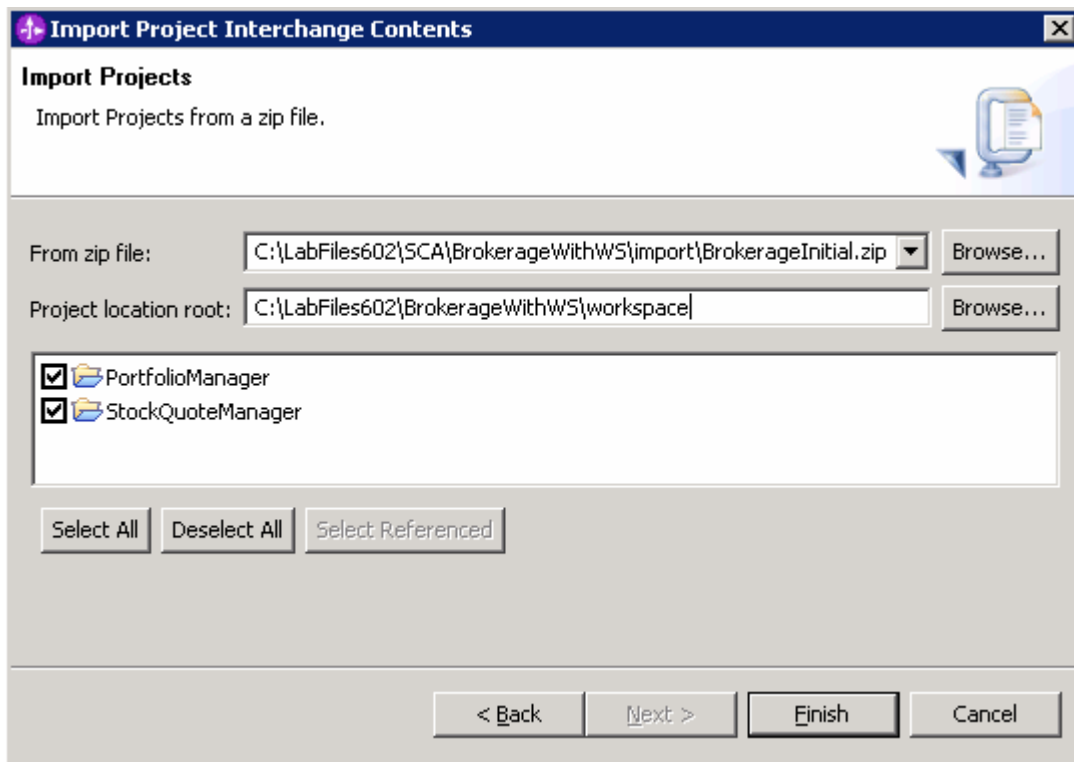 Import Project Interchange Contents
Import Projects
Import Projects from a zip file.
From zip file: C:\LabFiles602\SCA\BrokerageWithWS\import\BrokerageInitial.zip Browse...
Project location root: C:\LabFiles602\BrokerageWithWS\workspace Browse...
PortfolioManager
StockQuoteManager
Select All Deselect All Select Referenced
< Back Next > Finish Cancel